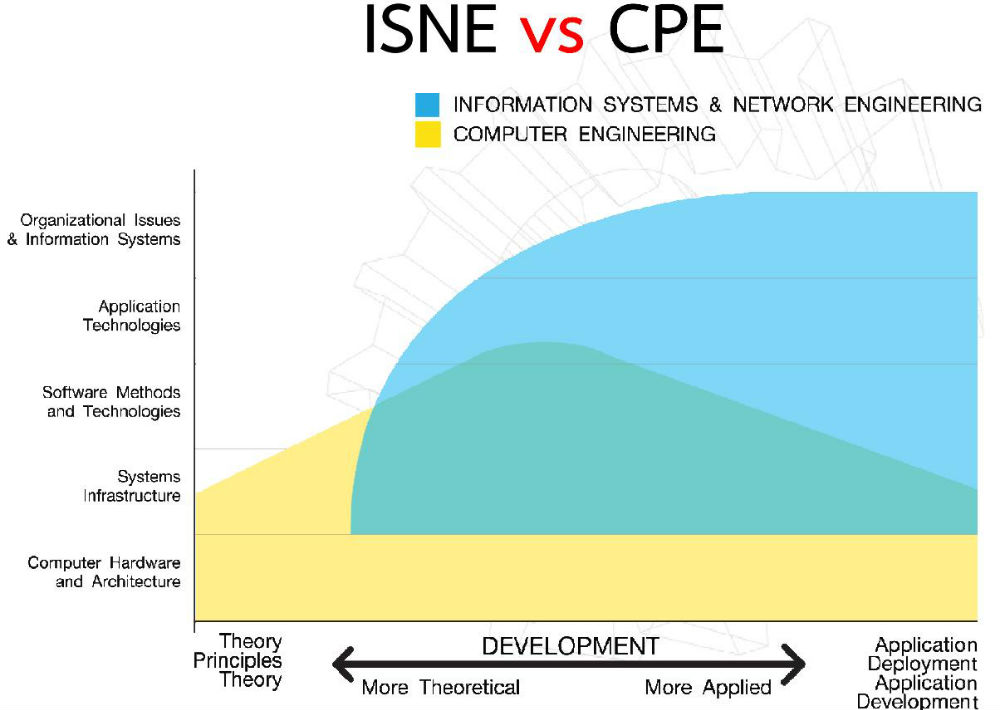 ISNE vs CPE
INFORMATION SYSTEMS & NETWORK ENGINEERING
COMPUTER ENGINEERING
Organizational Issues
& Information Systems
Application
Technologies
Software Methods
and Technologies
Systems
Infrastructure
Computer Hardware
and Architecture
Theory
Principles
Theory
DEVELOPMENT
More Theoretical
More Applied
Application
Deployment
Application
Development